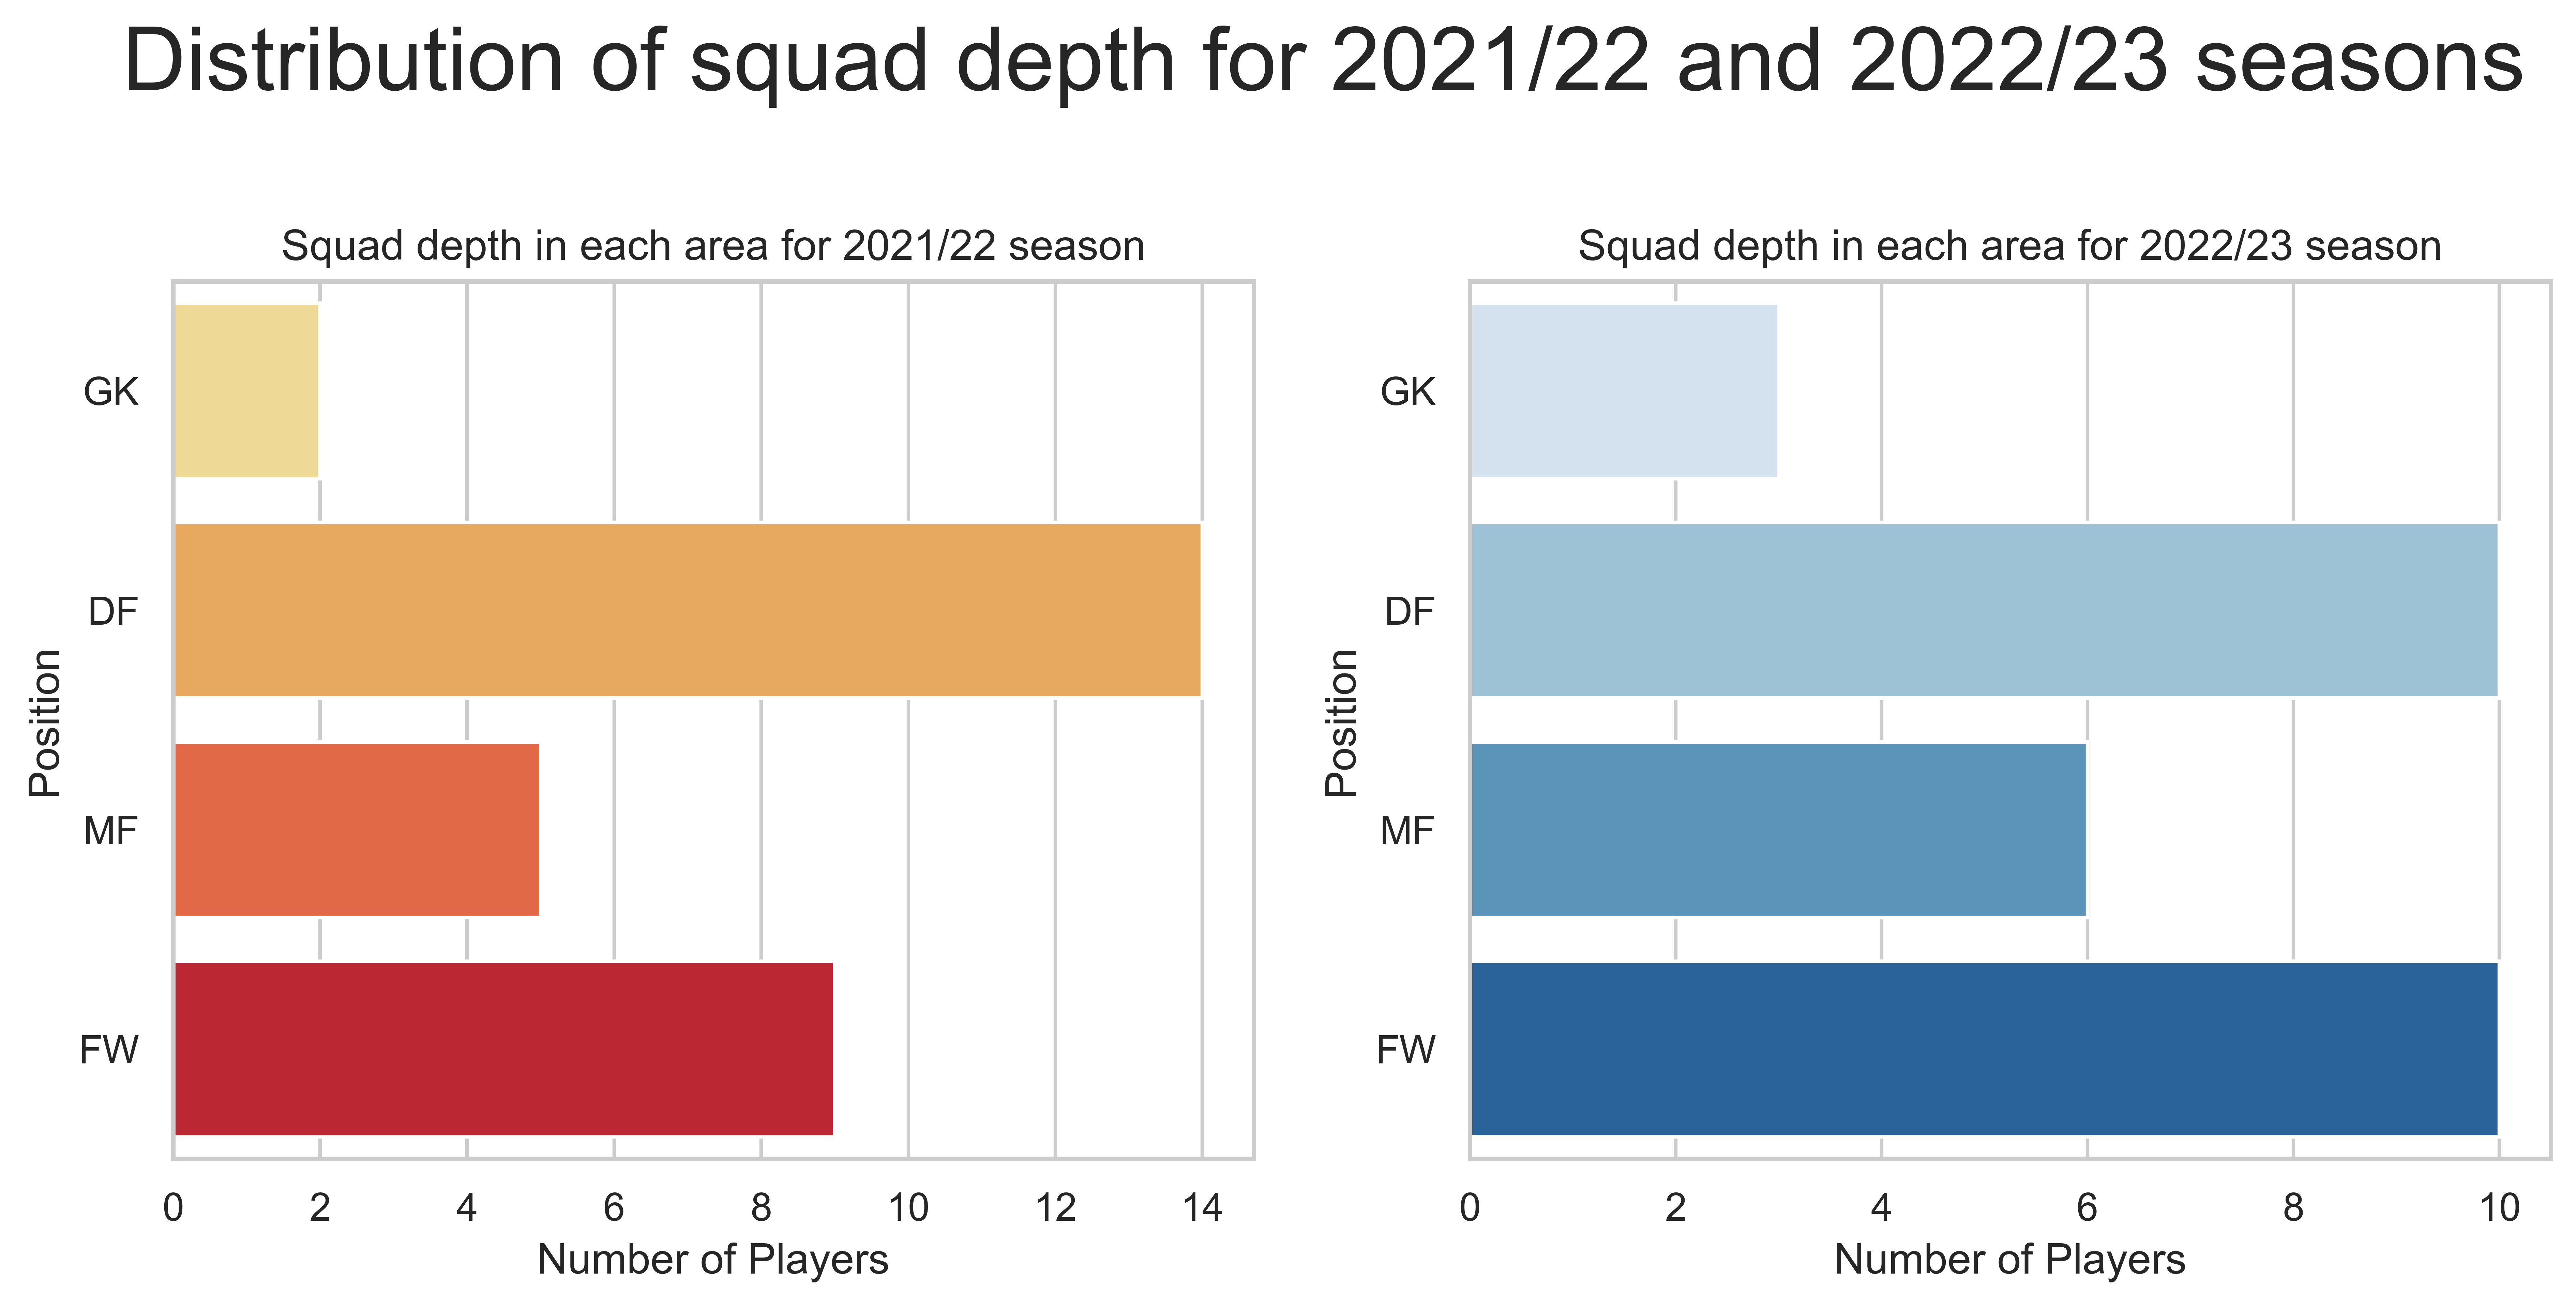 Distribution of squad depth for 2021/22 and 2022/23 seasons
Squad depth in each area for 2021/22 season
GK
DF
MF
FW
Position
0 2 4 6 8 10 12 14
Number of Players
Squad depth in each area for 2022/23 season
GK
DF
MF
FW
Position
0 2 4 6 8 10
Number of Players